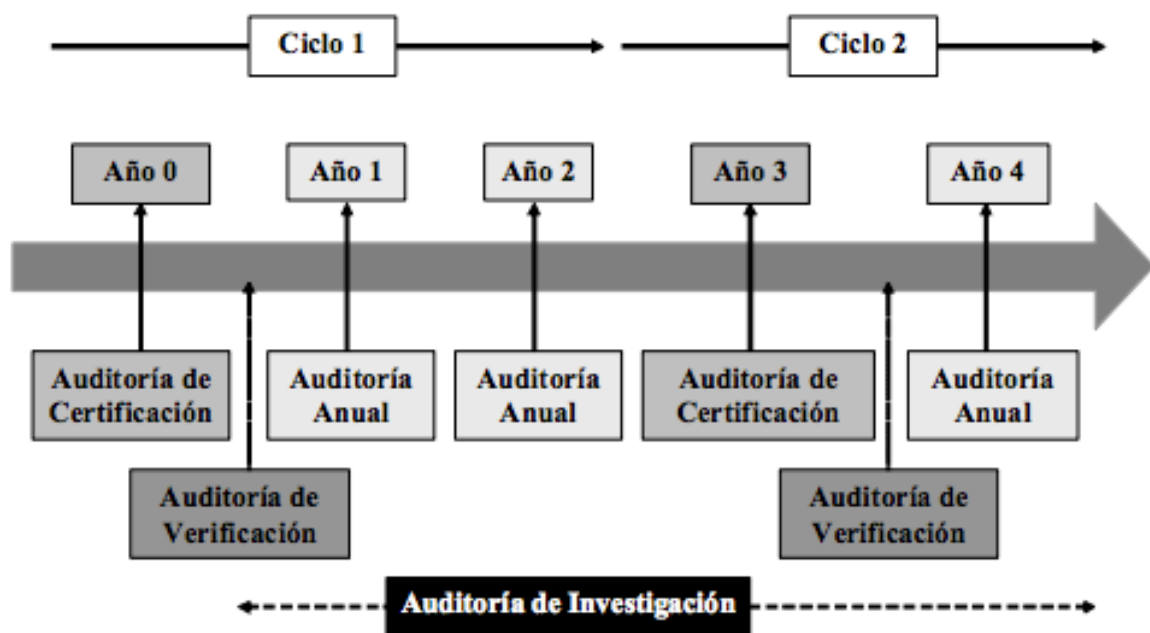 Ciclo 1
Ciclo 2
Año 0
Año 1
Año 2
Año 3
Año 4
Auditoría de
Certificación
Auditoría
Anual
Auditoría
Anual
Auditoría de
Certificación
Auditoría
Anual
Auditoría de
Verificación
Auditoría de
Verificación
Auditoría de Investigación